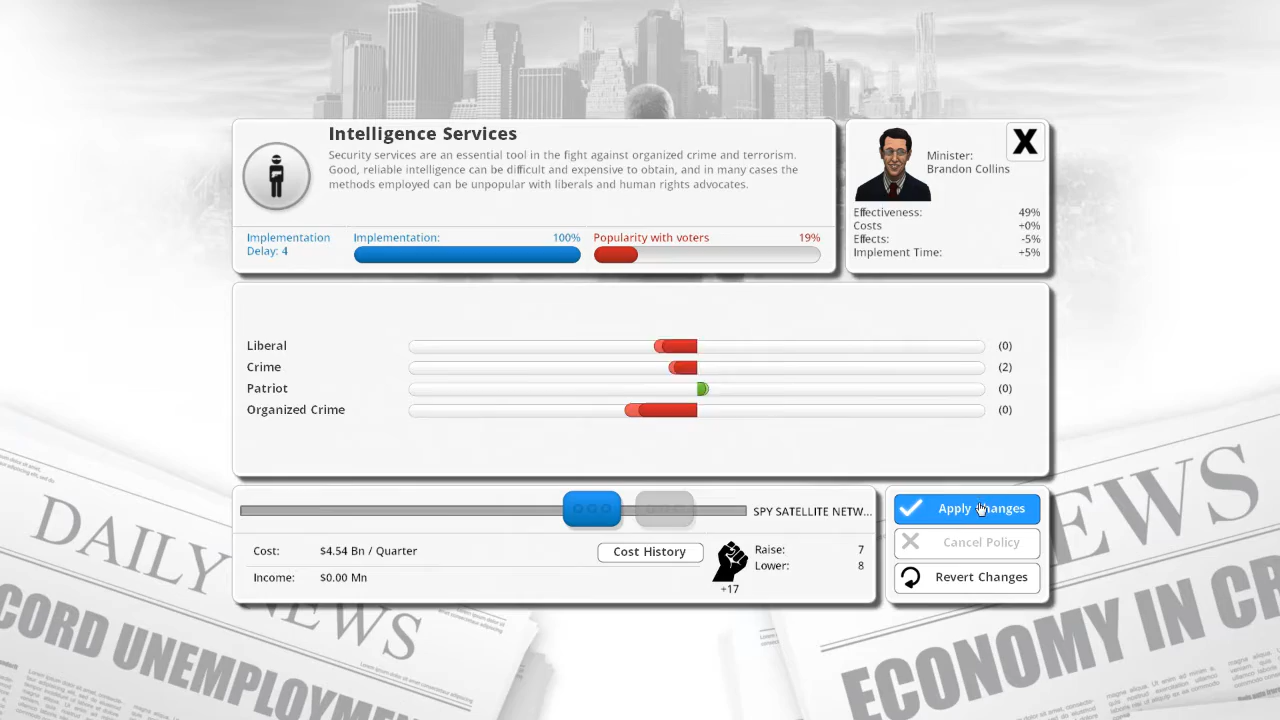 Intelligence Services
Security services are an essential tool in the fight against organized crime and terrorism.
Good, reliable intelligence can be difficult and expensive to obtain, and in many cases the
methods employed can be unpopular with liberals and human rights advocates.
Implementation
Delay: 4
Implementation: 100%
Popularity with voters 19%
X
Minister:
Brandon Collins
Effectiveness: 49%
Costs +0%
Effects: -5%
Implement Time: +5%
Liberal (0)
Crime (2)
Patriot (0)
Organized Crime (0)
SPY SATELLITE NETW...
Cost: $4.54 Bn / Quarter
Income: $0.00 Mn
Cost History
+17
Raise: 7
Lower: 8
Apply Changes
Cancel Policy
Revert Changes
DAILY NEWS
CORD UNEMPLOYM
NEWS
ECONOMY IN CR